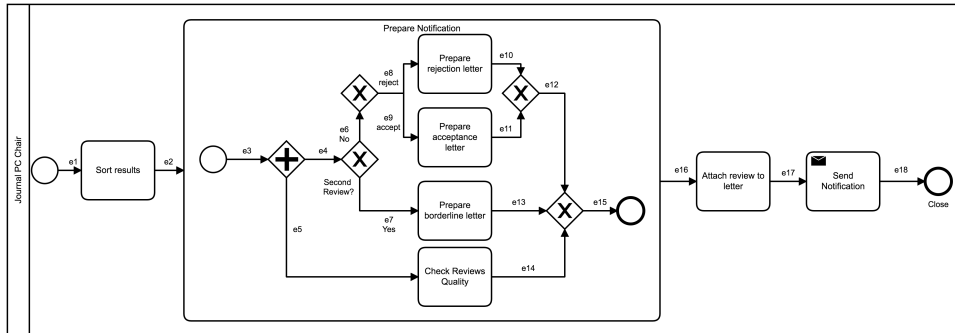 Journal PC Chair
e1
Sort results
e2
Prepare Notification
e3
e4
e5
Second
Review?
e6
No
e7
Yes
e8
reject
e9
accept
Prepare
rejection letter
e10
Prepare
acceptance
letter
e11
e12
Prepare
borderline letter
e13
Check Reviews
Quality
e14
e15
e16
Attach review to
letter
e17
Send
Notification
e18
Close